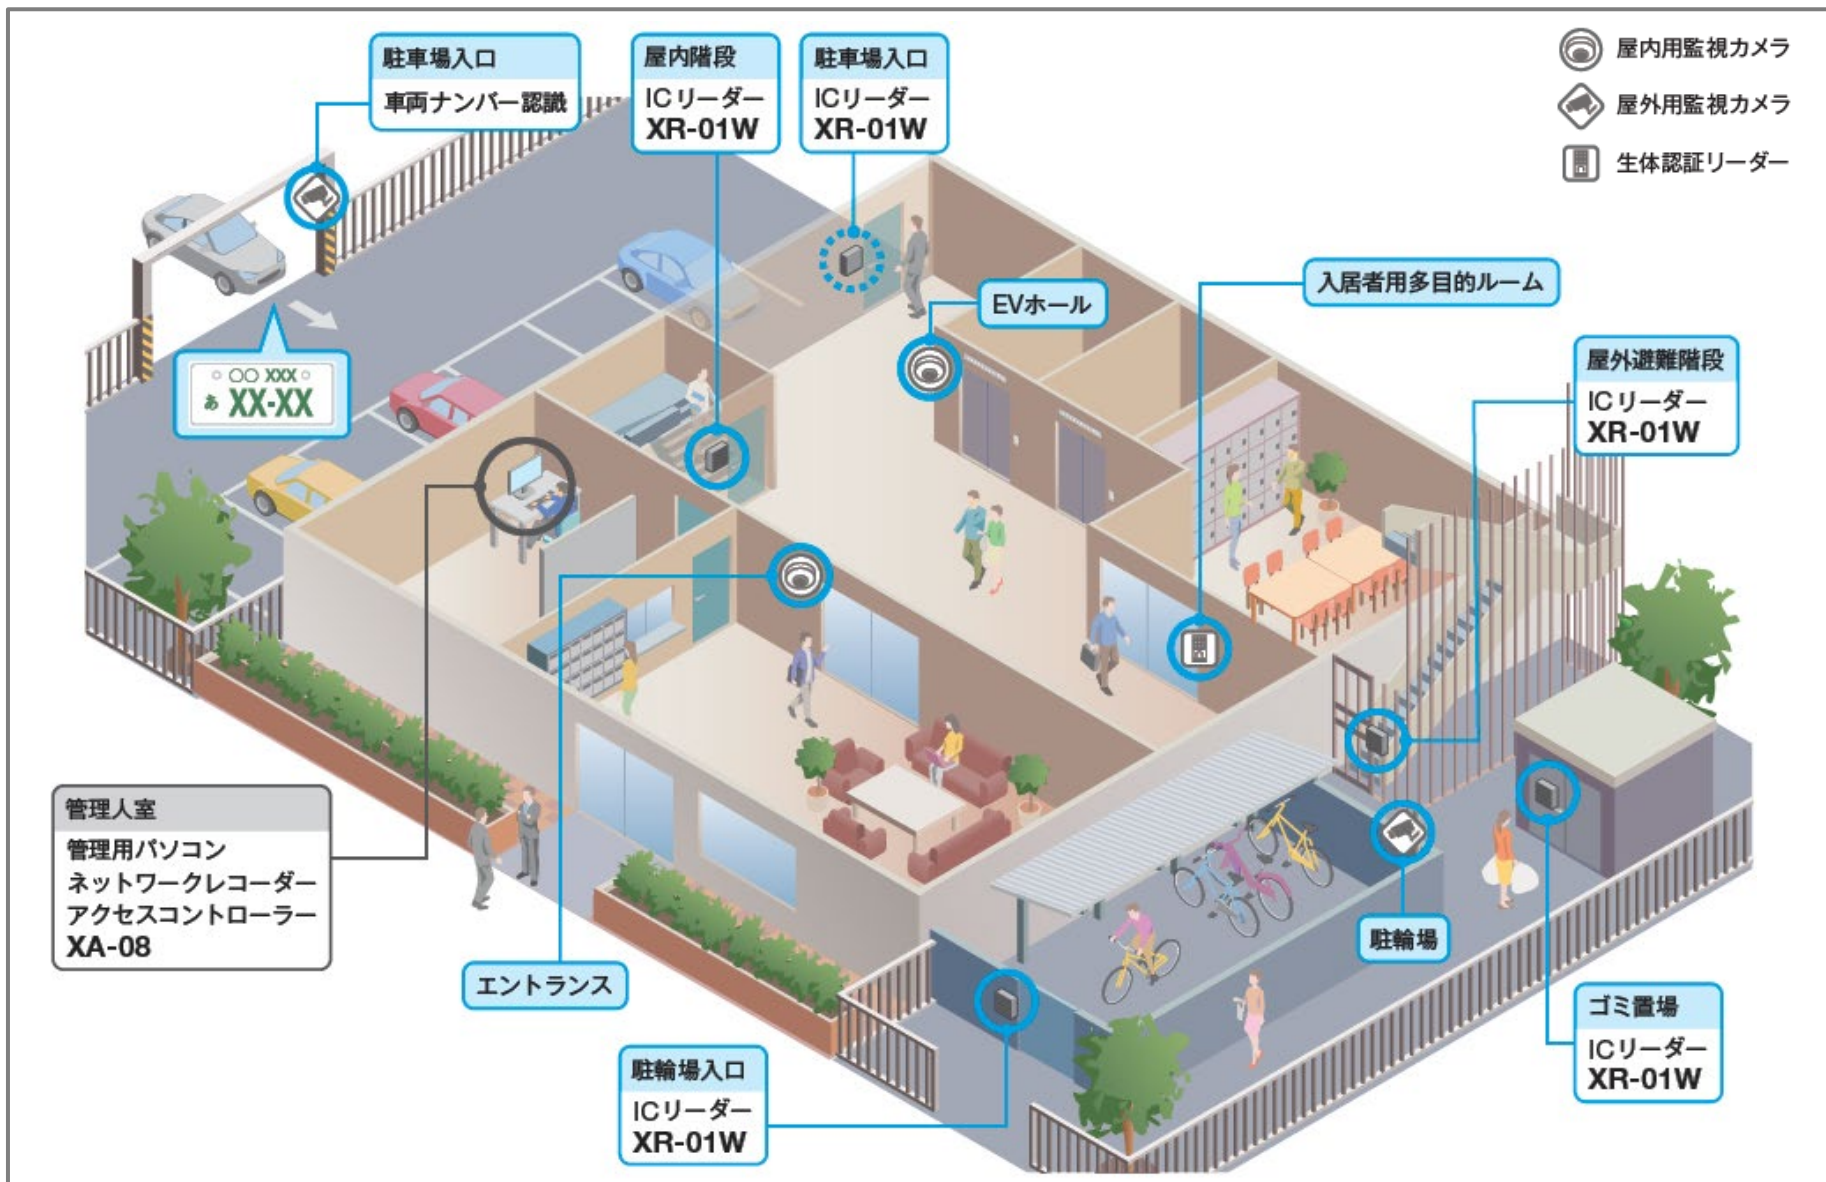 駐車場入口
車両ナンバー認識
屋内階段
ICリーダー
XR-01W
駐車場入口
ICリーダー
XR-01W
屋内用監視カメラ
屋外用監視カメラ
生体認証リーダー
EVホール
入居者用多目的ルーム
屋外避難階段
ICリーダー
XR-01W
○○ XXX
あ XX-XX
管理人室
管理用パソコン
ネットワークレコーダー
アクセスコントローラー
XA-08
エントランス
駐輪場
駐輪場入口
ICリーダー
XR-01W
ゴミ置場
ICリーダー
XR-01W